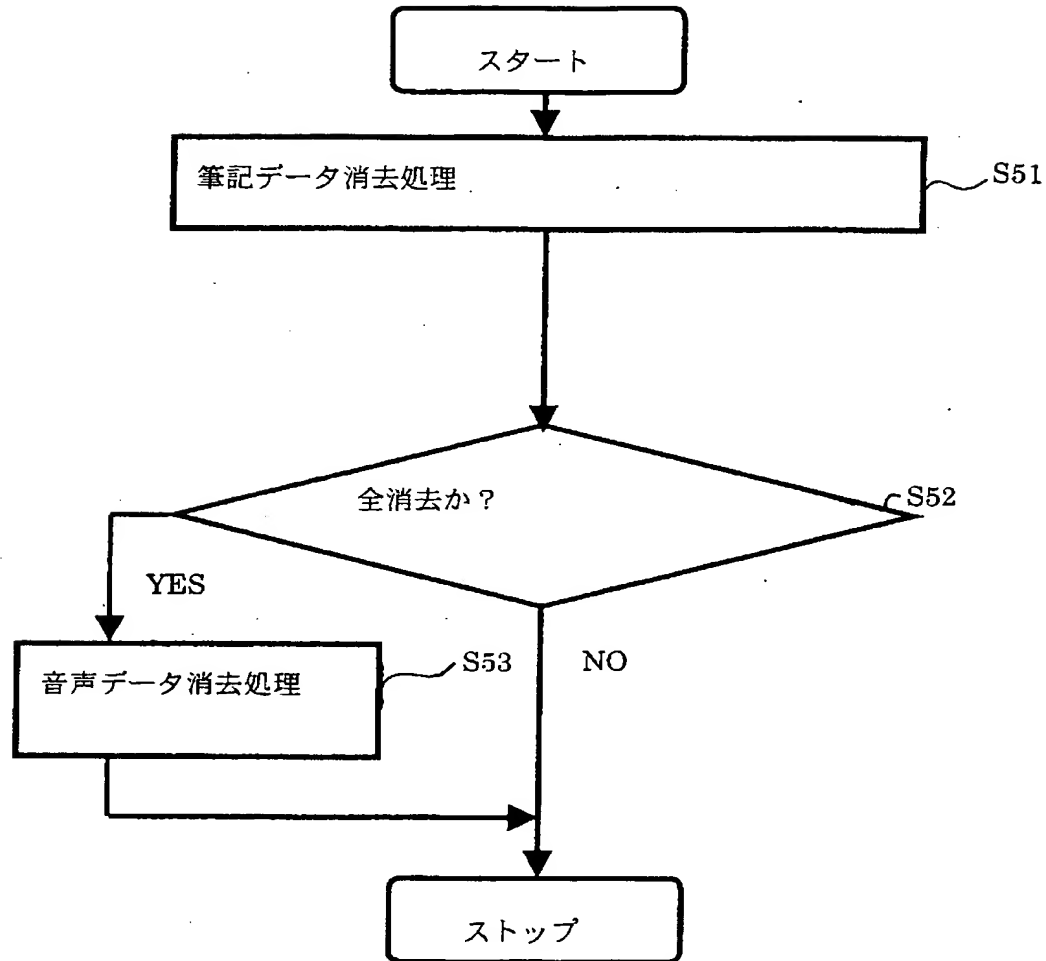 スタート
筆記データ消去処理
S51
全消去か？
S52
YES
音声データ消去処理
S53
NO
ストップ